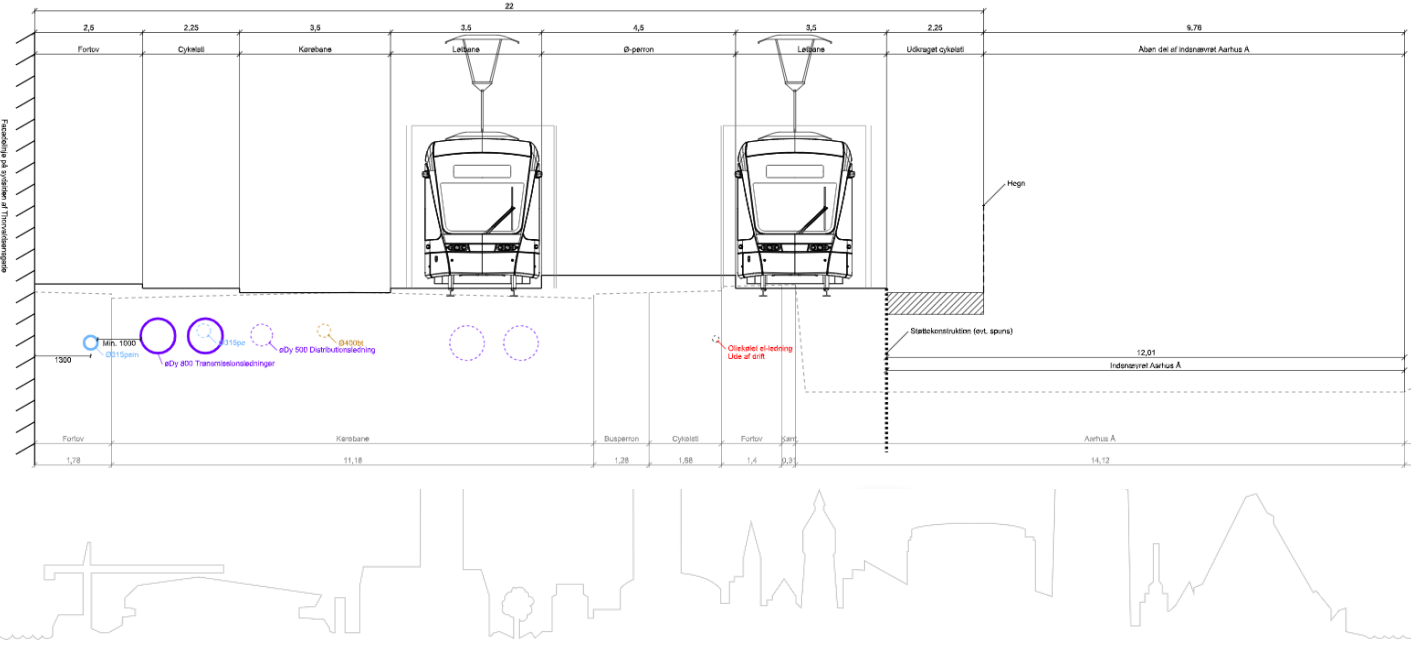 22
2,5
2,25
3,5
3,5
4,5
3,5
2,25
9,76
Fortov
Cykelsti
Kørebane
Letbane
Ø-perron
Letbane
Udkraget cykelsti
Åben del af indsnævret Aarhus Å
Facadelinje på sydsiden af Thorvaldsensgade
Hegn
Støttekonstruktion (evt. spuns)
Min. 1000
Ø315pem
1300
Ø315pe
øDy 800 Transmissionsledninger
øDy 500 Distributionsledning
Ø400bt
Oliekølet el-ledning
Ude af drift
12,01
Indsnævret Aarhus Å
Fortov
Kørebane
Busperron
Cykelsti
Fortov
Kant
Aarhus Å
1,78
11,18
1,28
1,68
1,4
0,31
14,12